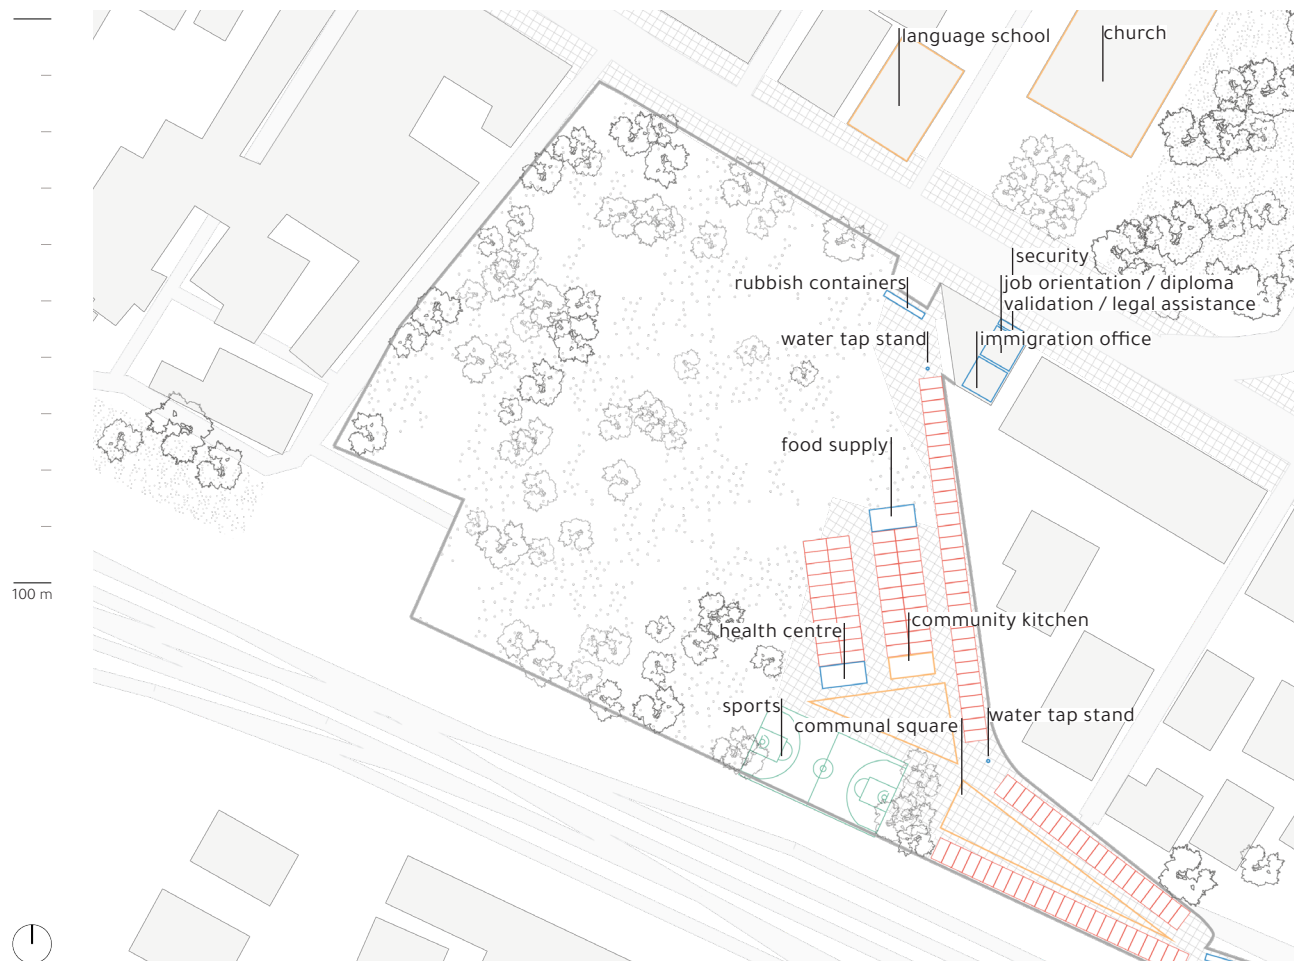 language school
church
security
rubbish containers
job orientation / diploma
validation / legal assistance
water tap stand
immigration office
food supply
100 m
community kitchen
health centre
sports
water tap stand
communal square